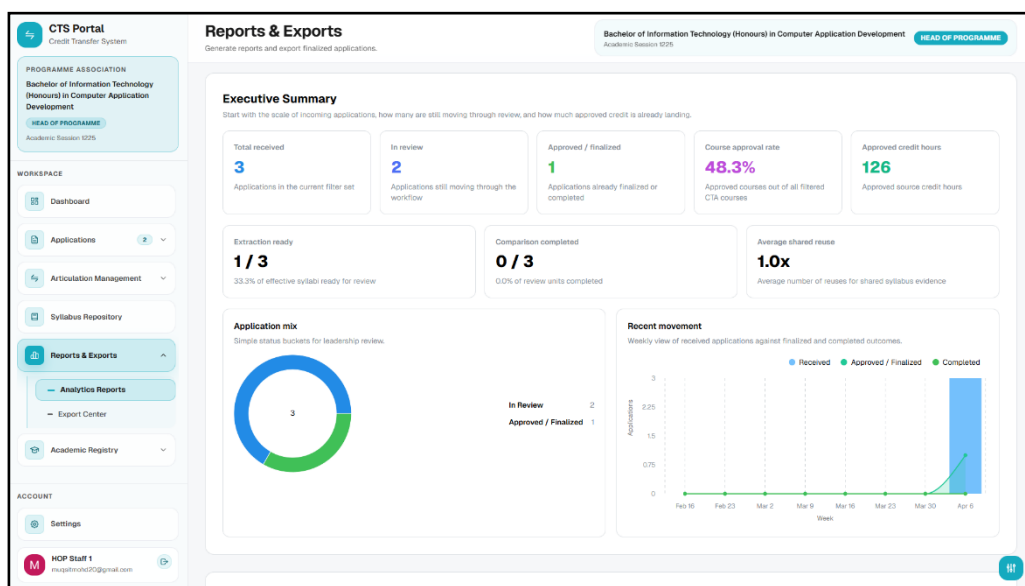 CTS Portal
Credit Transfer System
PROGRAMME ASSOCIATION
Bachelor of Information Technology
(Honours) in Computer Application
Development
HEAD OF PROGRAMME
Academic Session 1225
WORKSPACE
Dashboard
Applications 2
Articulation Management
Syllabus Repository
Reports & Exports
Analytics Reports
Export Center
Academic Registry
ACCOUNT
Settings
M
HOP Staff 1
muqaitmohd20@gmail.com
Reports & Exports
Generate reports and export finalized applications.
Bachelor of Information Technology (Honours) in Computer Application Development
Academic Session 1225
HEAD OF PROGRAMME
Executive Summary
Start with the scale of incoming applications, how many are still moving through review, and how much approved credit is already landing.
Total received
3
Applications in the current filter set
In review
2
Applications still moving through the
workflow
Approved / finalized
1
Applications already finalized or
completed
Course approval rate
48.3%
Approved courses out of all filtered
CTA courses
Approved credit hours
126
Approved source credit hours
Extraction ready
1 / 3
33.3% of effective syllabi ready for review
Comparison completed
0 / 3
0.0% of review units completed
Average shared reuse
1.0x
Average number of reuses for shared syllabus evidence
Application mix
Simple status buckets for leadership review.
3
In Review 2
Approved / Finalized 1
Recent movement
Weekly view of received applications against finalized and completed outcomes.
Received Approved / Finalized Completed
3
2.25
1.5
0.75
0
Applications
Feb 16 Feb 23 Mar 2 Mar 9 Mar 16 Mar 23 Mar 30 Apr 6
Week